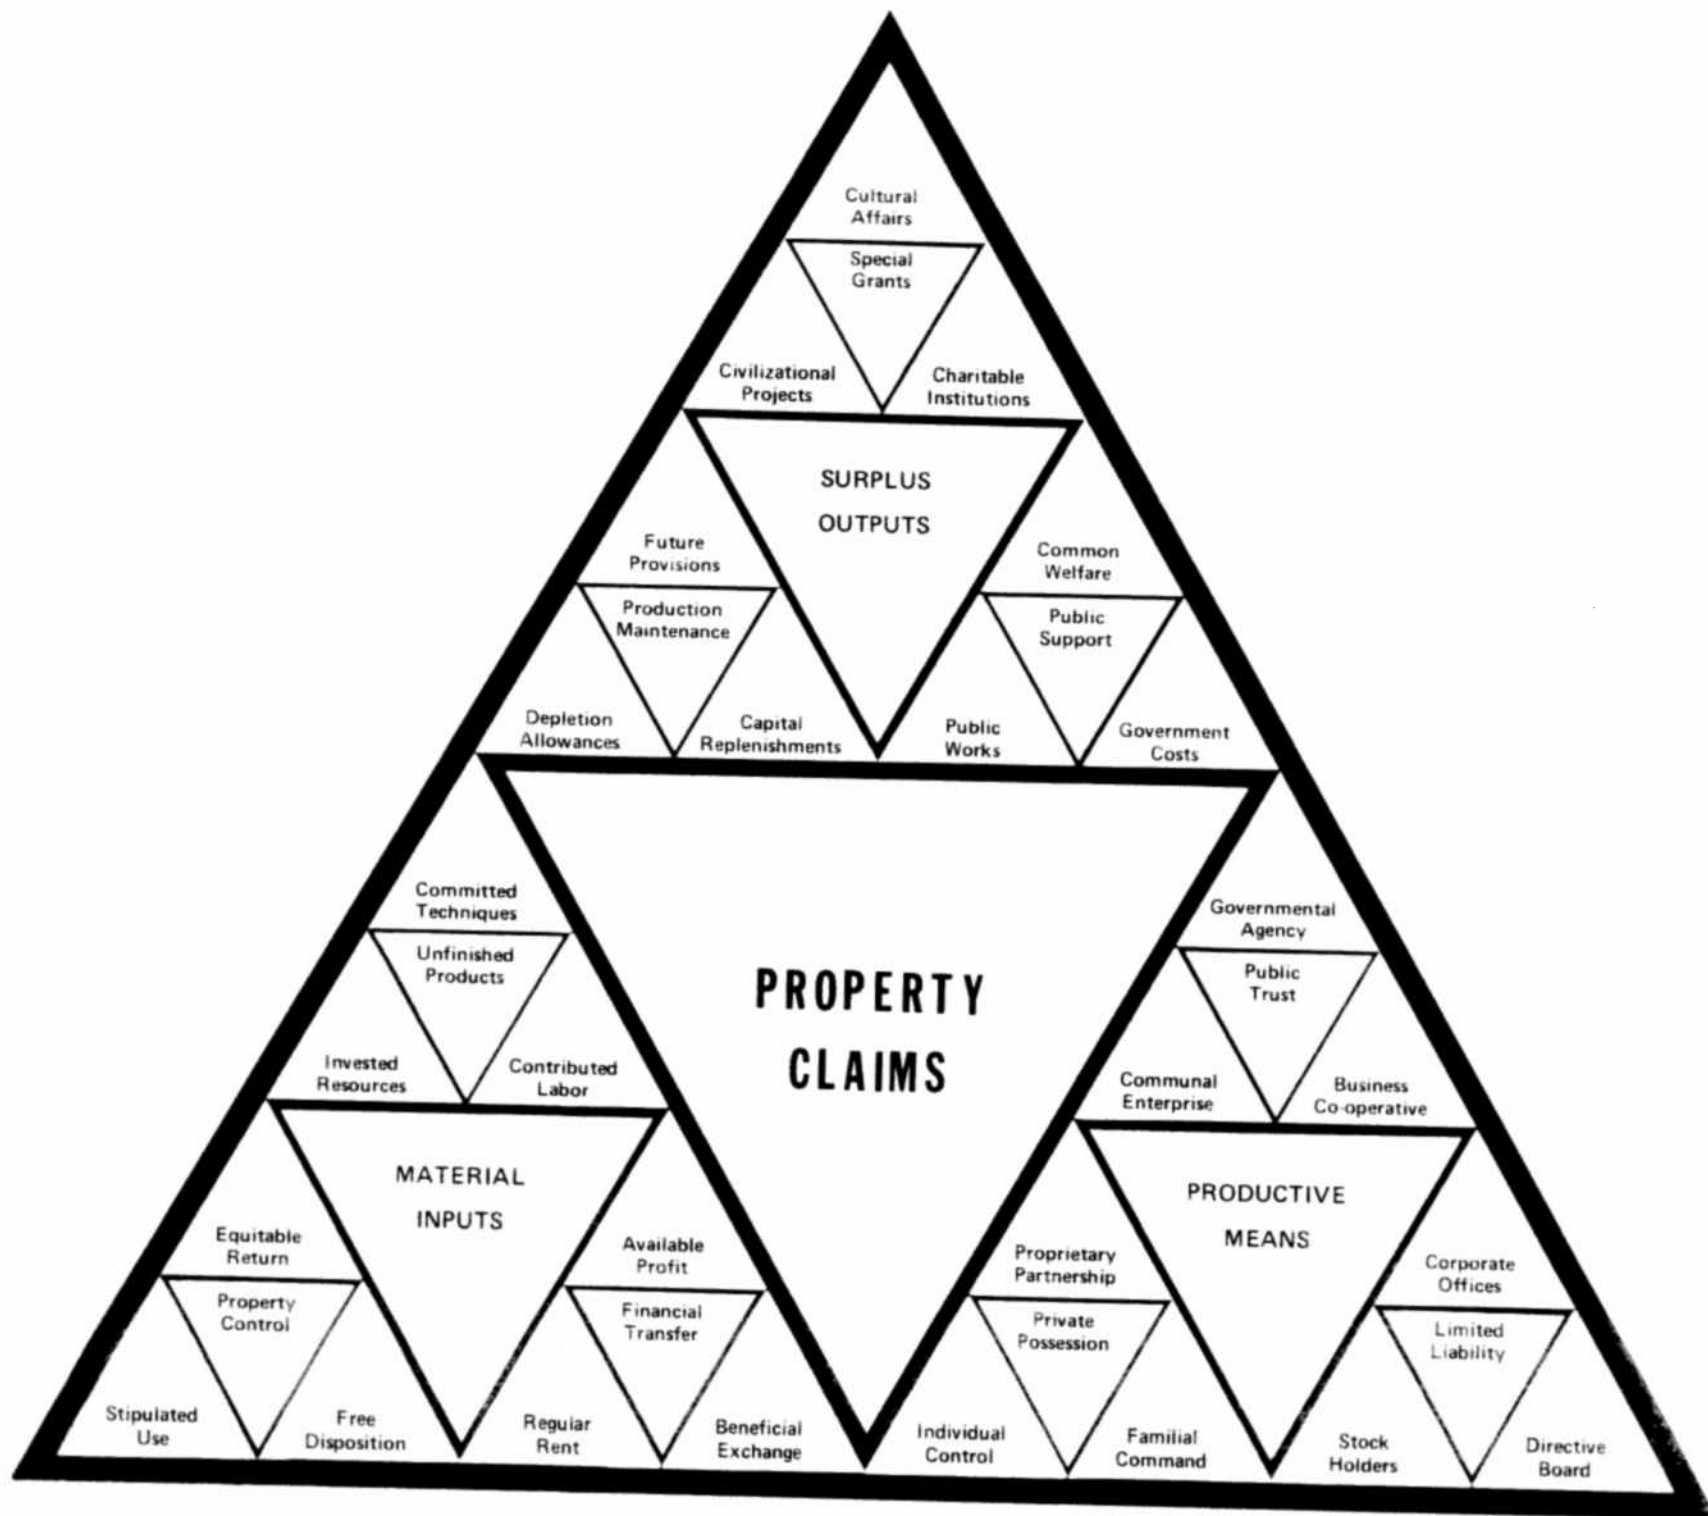 Cultural
Affairs
Special
Grants
Civilizational
Projects
Charitable
Institutions
SURPLUS
OUTPUTS
Future
Provisions
Production
Maintenance
Depletion
Allowances
Capital
Replenishments
Common
Welfare
Public
Support
Public
Works
Government
Costs
PROPERTY
CLAIMS
Committed
Techniques
Unfinished
Products
Invested
Resources
Contributed
Labor
MATERIAL
INPUTS
Equitable
Return
Property
Control
Stipulated
Use
Free
Disposition
Available
Profit
Financial
Transfer
Regular
Rent
Beneficial
Exchange
Governmental
Agency
Public
Trust
Communal
Enterprise
Business
Co-operative
PRODUCTIVE
MEANS
Proprietary
Partnership
Private
Possession
Individual
Control
Familial
Command
Corporate
Offices
Limited
Liability
Stock
Holders
Directive
Board